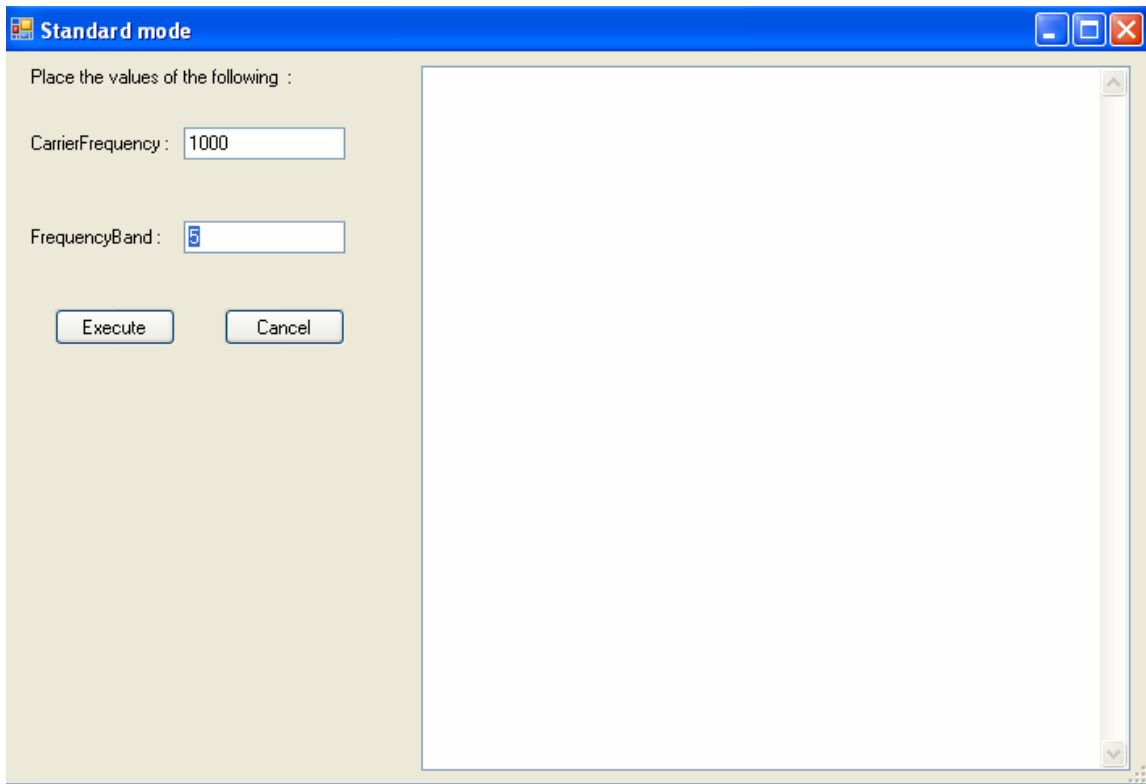 Standard mode
Place the values of the following :
CarrierFrequency : 1000
FrequencyBand : 5
Execute Cancel